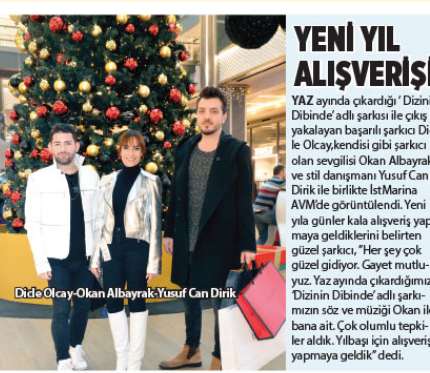 YENİ YIL
ALIŞVERİŞİ
YAZ ayında çıkardığı ‘ Dizini
Dibinde’ adlı şarkısı ile çıkış
yakalayan başarılı şarkıcı Dic
le Olcay,kendisi gibi şarkıcı
olan sevgilisi Okan Albayrak
ve stil danışmanı Yusuf Can
Dirik ile birlikte İstMarina
AVM’de görüntülendi. Yeni
yıla günler kala alışveriş yap
maya geldiklerini belirten
güzel şarkıcı, ”Her şey çok
güzel gidiyor. Gayet mutlu-
yuz. Yaz ayında çıkardığımız
‘Dizinin Dibinde’ adlı şarkı-
mızın söz ve müziği Okan ile
bana ait. Çok olumlu tepki-
ler aldık. Yılbaşı için alışveriş
yapmaya geldik” dedi.
Dicle Olcay-Okan Albayrak-Yusuf Can Dirik